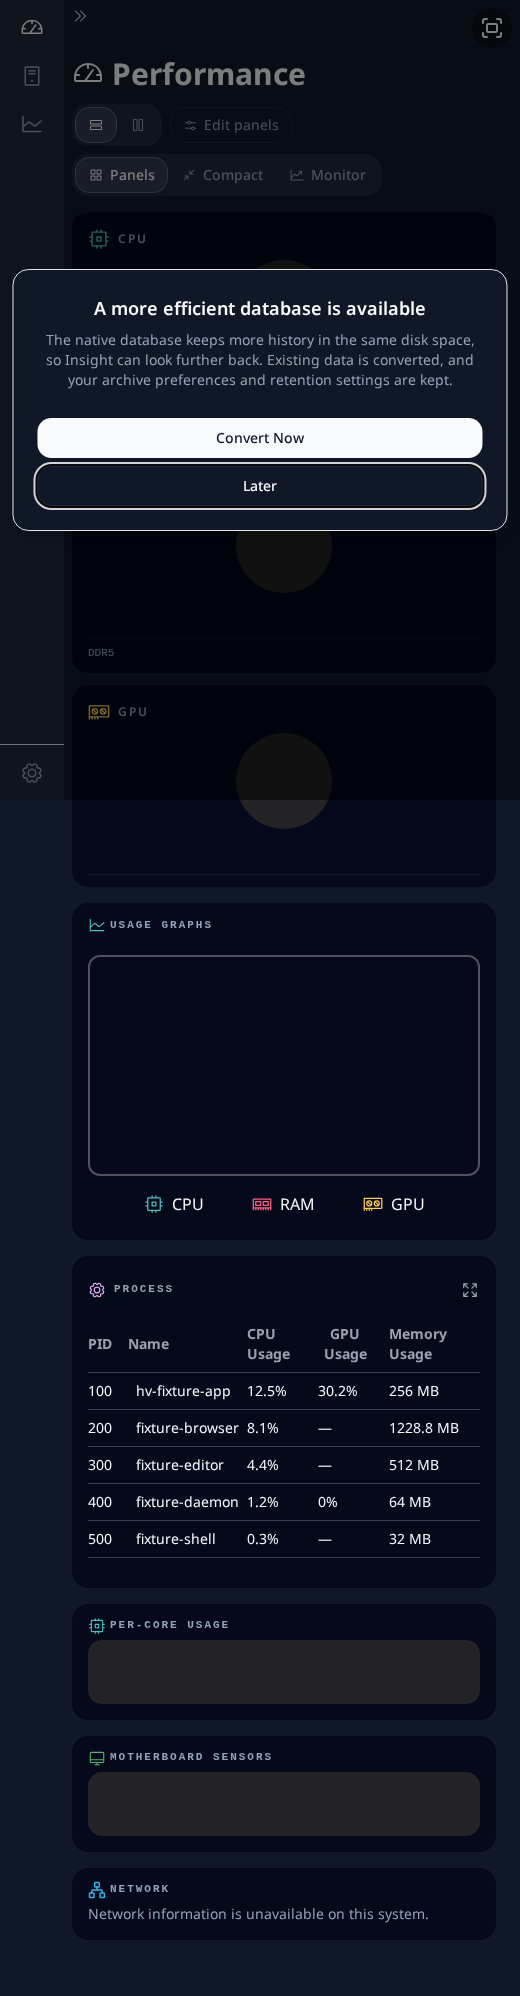 Performance
Edit panels
Panels Compact Monitor
CPU
A more efficient database is available
The native database keeps more history in the same disk space,
so Insight can look further back. Existing data is converted, and
your archive preferences and retention settings are kept.
Convert Now
Later
DDR5
GPU
USAGE GRAPHS
CPU RAM GPU
PROCESS
PID Name CPU Usage GPU Usage Memory Usage
100 hv-fixture-app 12.5% 30.2% 256 MB
200 fixture-browser 8.1% — 1228.8 MB
300 fixture-editor 4.4% — 512 MB
400 fixture-daemon 1.2% 0% 64 MB
500 fixture-shell 0.3% — 32 MB
PER-CORE USAGE
MOTHERBOARD SENSORS
NETWORK
Network information is unavailable on this system.